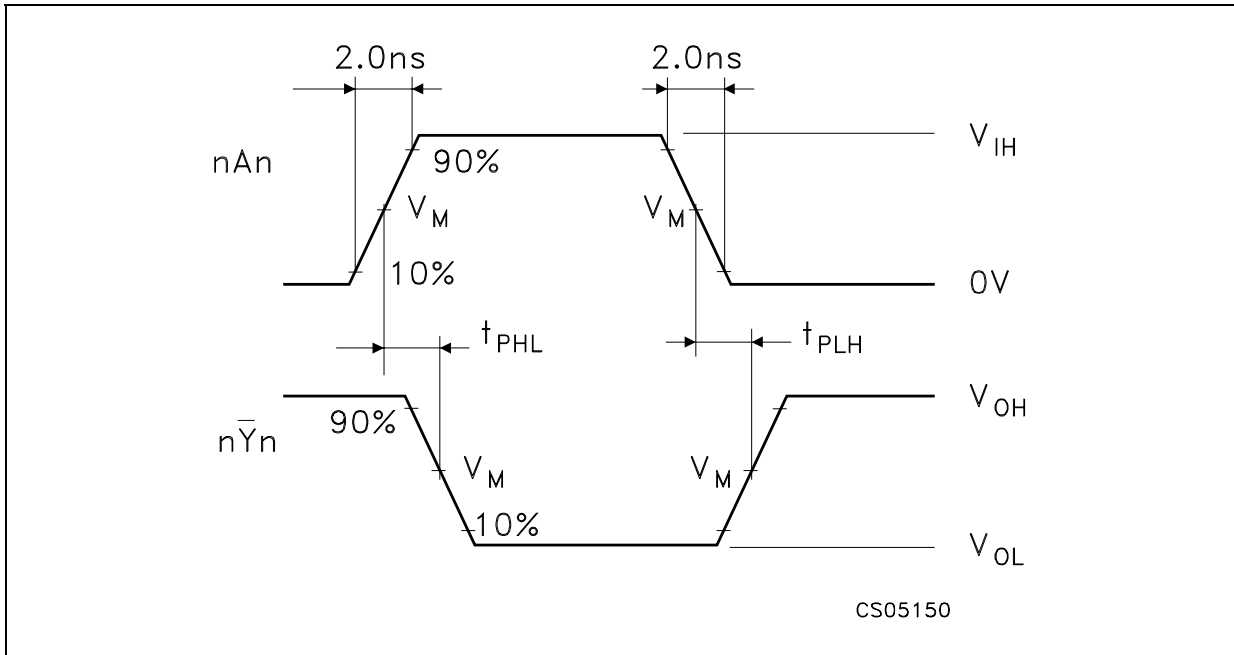 2.0ns 2.0ns
nAn
90%
V_IH
V_M V_M
10%
0V
t_PHL t_PLH
nȲn
90%
V_OH
V_M V_M
10%
V_OL
CS05150